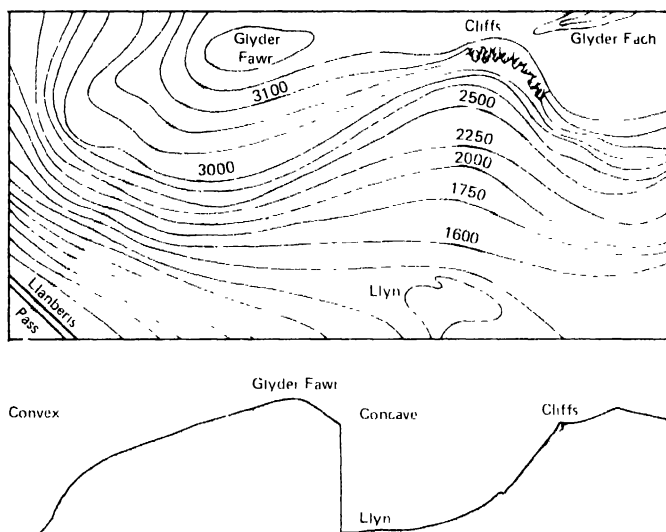 Cliffs
Glyder
Fawr
Glyder Fach
3100
2500
2250
3000
2000
1750
1600
Llyn
Llanberis
Pass
Glyder Fawr
Convex
Concave
Cliffs
Llyn